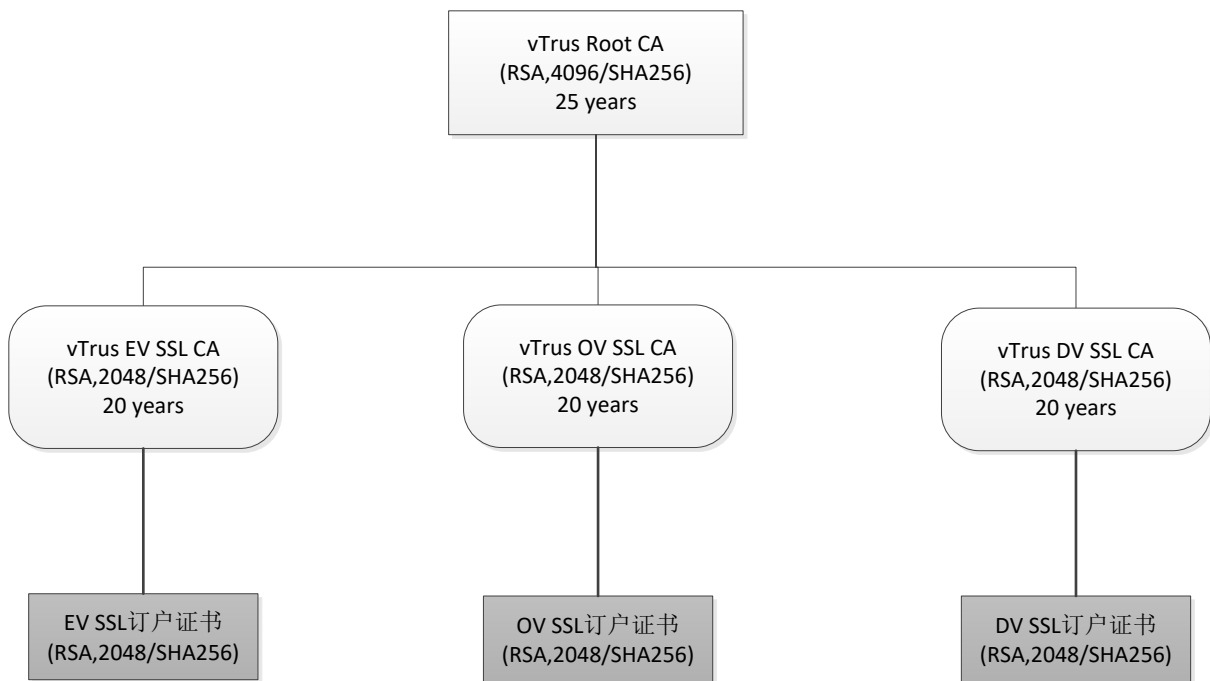 vTrus Root CA
(RSA,4096/SHA256)
25 years
vTrus EV SSL CA
(RSA,2048/SHA256)
20 years
vTrus OV SSL CA
(RSA,2048/SHA256)
20 years
vTrus DV SSL CA
(RSA,2048/SHA256)
20 years
EV SSL订户证书
(RSA,2048/SHA256)
OV SSL订户证书
(RSA,2048/SHA256)
DV SSL订户证书
(RSA,2048/SHA256)